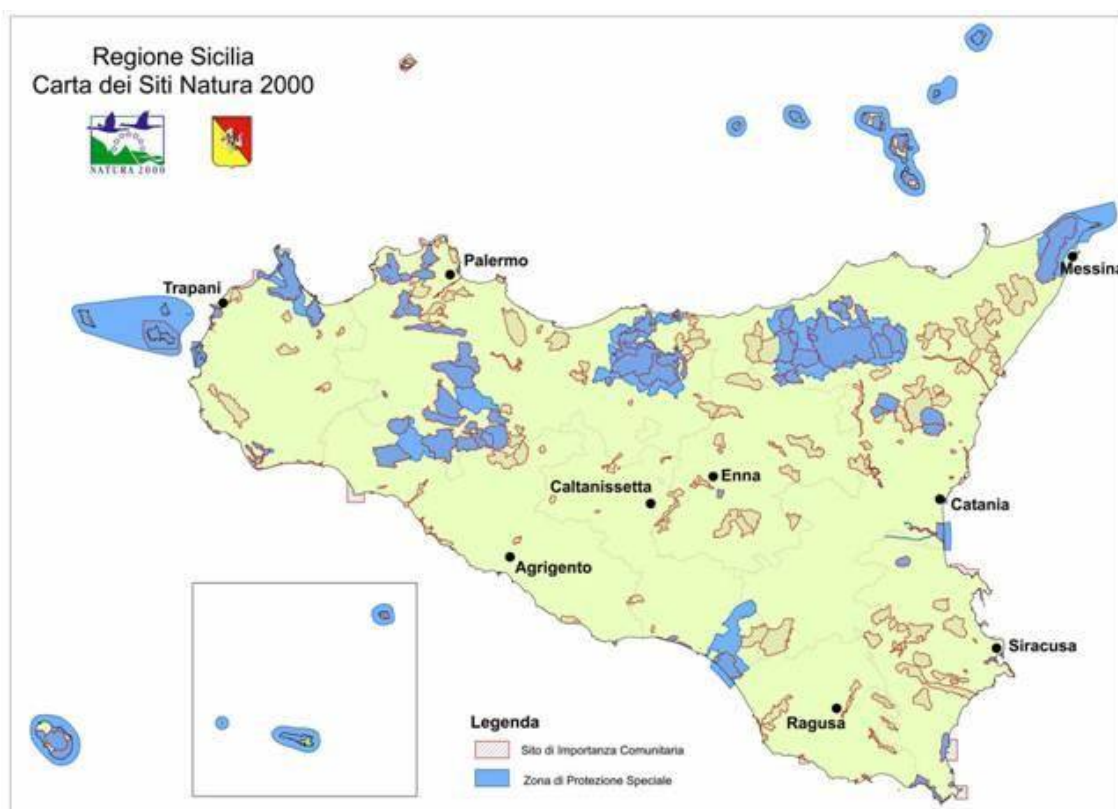 Regione Sicilia
Carta dei Siti Natura 2000
NATURA 2000
Palermo
Messina
Trapani
Enna
Caltanissetta
Catania
Agrigento
Siracusa
Ragusa
Legenda
Sito di Importanza Comunitaria
Zona di Protezione Speciale